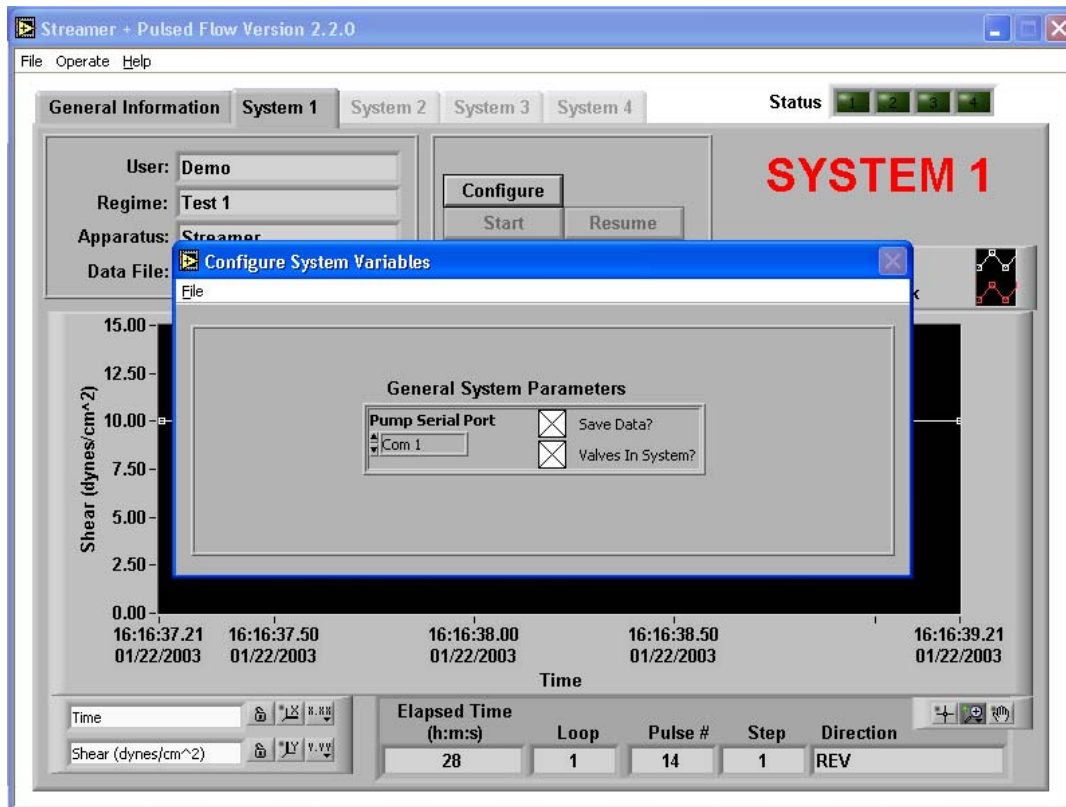 Streamer + Pulsed Flow Version 2.2.0
File Operate Help
General Information System 1 System 2 System 3 System 4 Status 1 2 3 4
User: Demo
Regime: Test 1
Apparatus: Streamer
Data File:
Configure
Start Resume
SYSTEM 1
Configure System Variables
File
General System Parameters
Pump Serial Port
Com 1
Save Data?
Valves In System?
Shear (dynes/cm^2)
15.00
12.50
10.00
7.50
5.00
2.50
0.00
16:16:37.21 16:16:37.50 16:16:38.00 16:16:38.50 16:16:39.21
01/22/2003 01/22/2003 01/22/2003 01/22/2003 01/22/2003
Time
Time
X X.XX
Shear (dynes/cm^2)
Y Y.YY
Elapsed Time
(h:m:s) Loop Pulse # Step Direction
28 1 14 1 REV